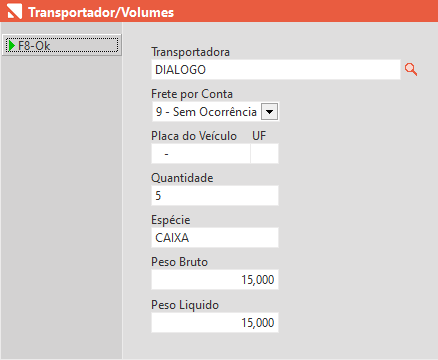 Transportador/Volumes
F8-Ok
Transportadora
DIALOGO
Frete por Conta
9 - Sem Ocorrência
Placa do Veículo UF
-
Quantidade
5
Espécie
CAIXA
Peso Bruto
15,000
Peso Liquido
15,000